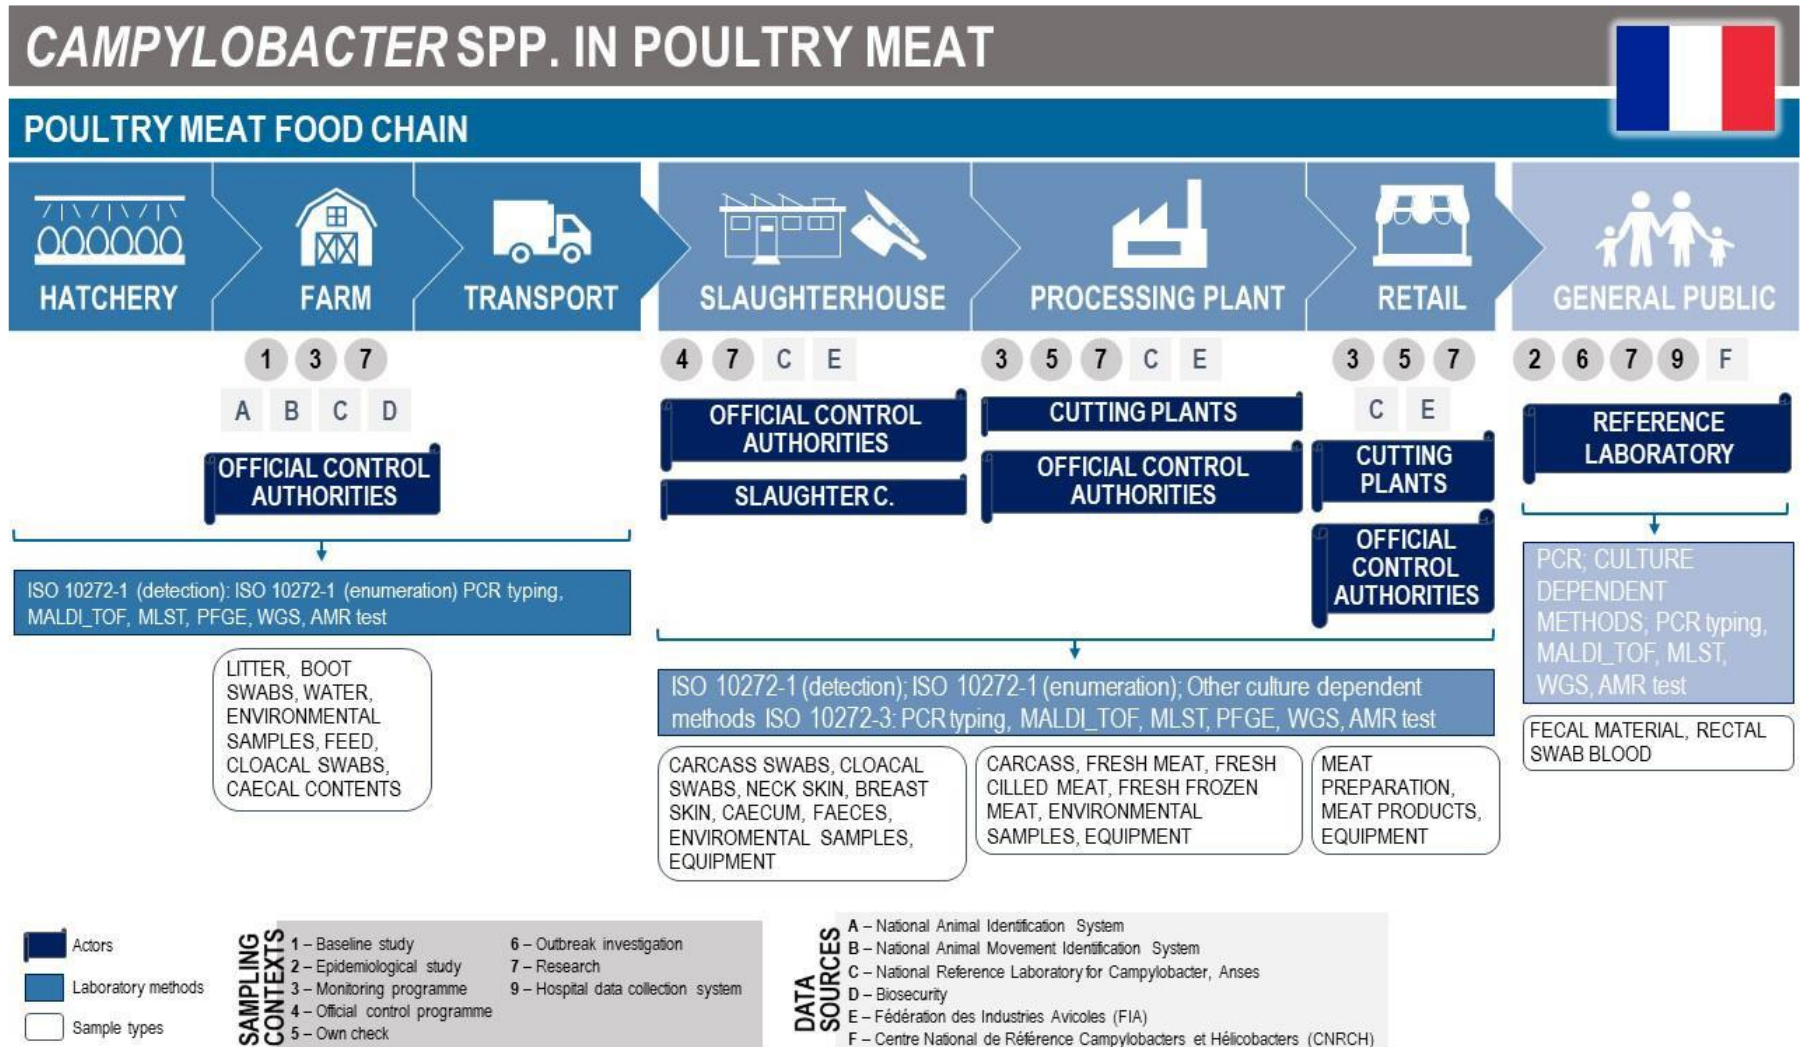 CAMPYLOBACTER SPP. IN POULTRY MEAT
POULTRY MEAT FOOD CHAIN
HATCHERY
FARM
TRANSPORT
SLAUGHTERHOUSE
PROCESSING PLANT
RETAIL
GENERAL PUBLIC
1 3 7
A B C D
OFFICIAL CONTROL
AUTHORITIES
ISO 10272-1 (detection): ISO 10272-1 (enumeration) PCR typing,
MALDI_TOF, MLST, PFGE, WGS, AMR test
LITTER, BOOT
SWABS, WATER,
ENVIRONMENTAL
SAMPLES, FEED,
CLOACAL SWABS,
CAECAL CONTENTS
4 7 C E
OFFICIAL CONTROL
AUTHORITIES
SLAUGHTER C.
3 5 7 C E
CUTTING PLANTS
OFFICIAL CONTROL
AUTHORITIES
3 5 7
C E
CUTTING
PLANTS
OFFICIAL
CONTROL
AUTHORITIES
ISO 10272-1 (detection); ISO 10272-1 (enumeration); Other culture dependent
methods ISO 10272-3: PCR typing, MALDI_TOF, MLST, PFGE, WGS, AMR test
CARCASS SWABS, CLOACAL
SWABS, NECK SKIN, BREAST
SKIN, CAECUM, FAECES,
ENVIROMENTAL SAMPLES,
EQUIPMENT
CARCASS, FRESH MEAT, FRESH
CILLED MEAT, FRESH FROZEN
MEAT, ENVIRONMENTAL
SAMPLES, EQUIPMENT
MEAT
PREPARATION,
MEAT PRODUCTS,
EQUIPMENT
2 6 7 9 F
REFERENCE
LABORATORY
PCR; CULTURE
DEPENDENT
METHODS; PCR typing,
MALDI_TOF, MLST,
WGS, AMR test
FECAL MATERIAL, RECTAL
SWAB BLOOD
Actors
Laboratory methods
Sample types
SAMPLING
CONTEXTS
1 – Baseline study
2 – Epidemiological study
3 – Monitoring programme
4 – Official control programme
5 – Own check
6 – Outbreak investigation
7 – Research
9 – Hospital data collection system
DATA
SOURCES
A – National Animal Identification System
B – National Animal Movement Identification System
C – National Reference Laboratory for Campylobacter, Anses
D – Biosecurity
E – Fédération des Industries Avicoles (FIA)
F – Centre National de Référence Campylobacters et Hélicobacters (CNRCH)